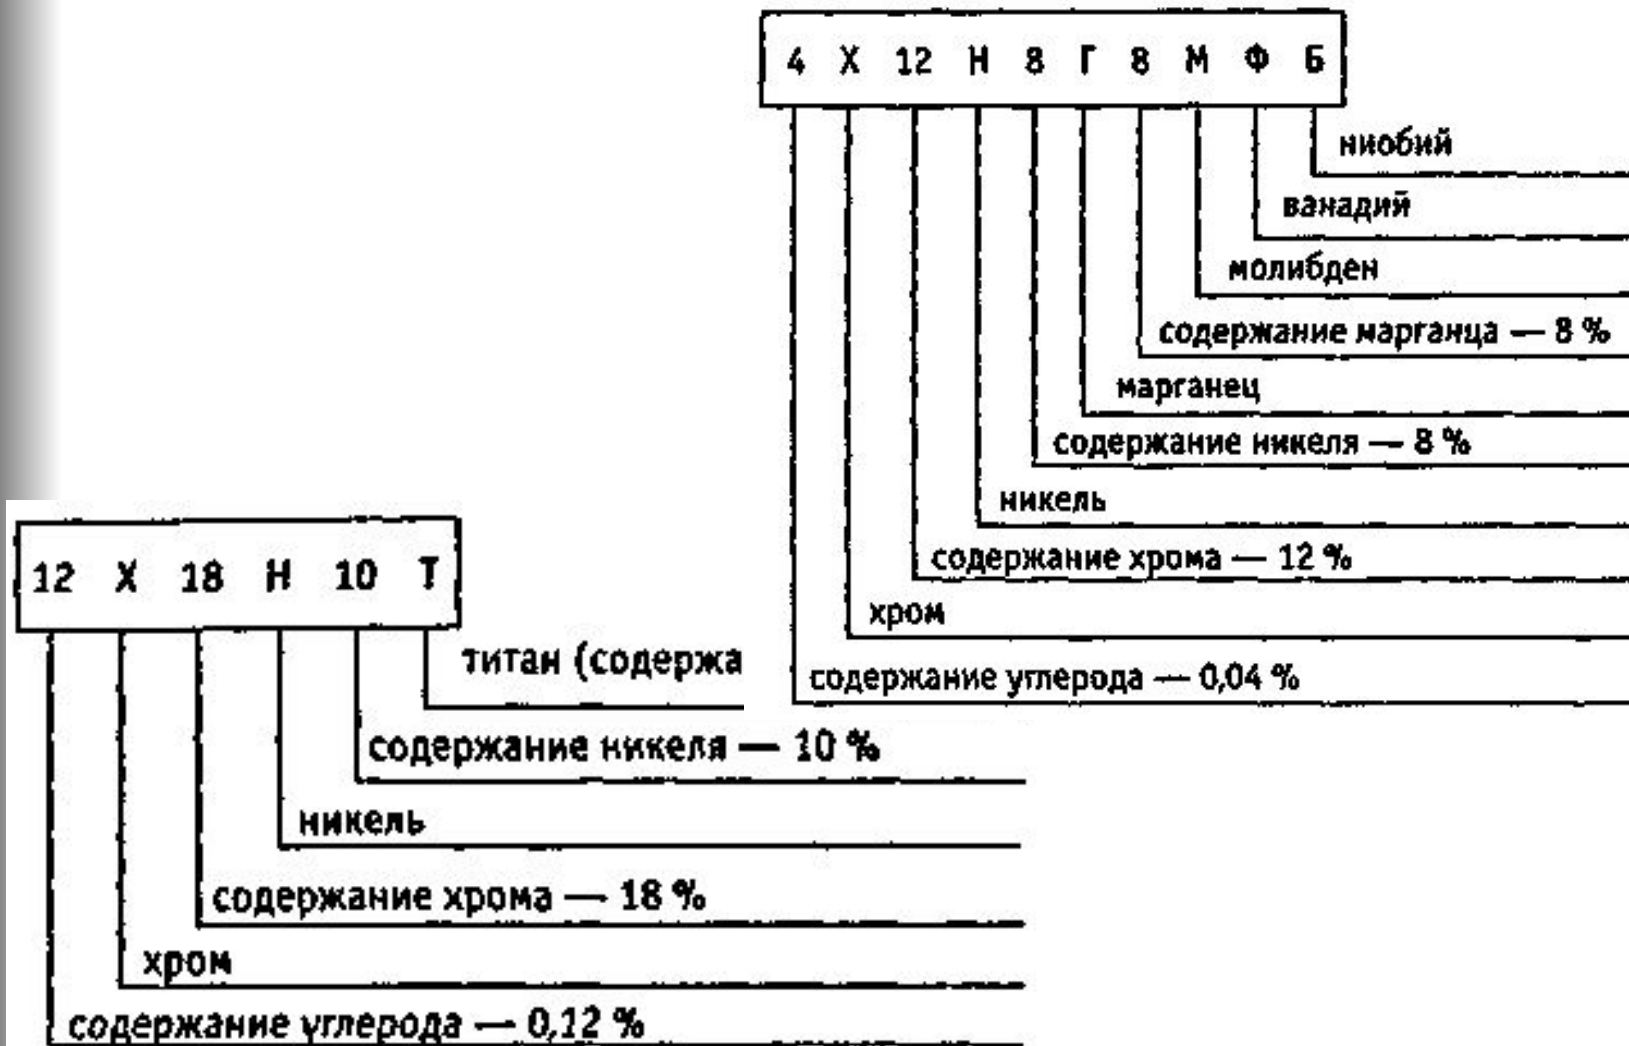 4 Х 12 Н 8 Г 8 М Ф Б
ниобий
ванадий
молибден
содержание марганца — 8 %
марганец
содержание никеля — 8 %
никель
содержание хрома — 12 %
хром
содержание углерода — 0,04 %
12 Х 18 Н 10 Т
титан (содержа
содержание никеля — 10 %
никель
содержание хрома — 18 %
хром
содержание углерода — 0,12 %